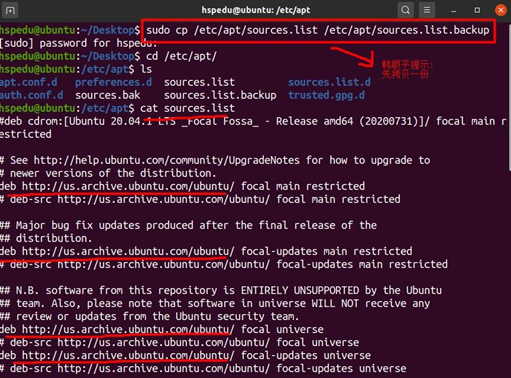 hspedu@ubuntu: /etc/apt
hspedu@ubuntu:~/Desktop$ sudo cp /etc/apt/sources.list /etc/apt/sources.list.backup
[sudo] password for hspedu:
hspedu@ubuntu:~/Desktop$ cd /etc/apt/
韩顺平提示:
先拷贝一份
hspedu@ubuntu:/etc/apt$ ls
apt.conf.d preferences.d sources.list sources.list.d
auth.conf.d sources.bak sources.list.backup trusted.gpg.d
hspedu@ubuntu:/etc/apt$ cat sources.list
#deb cdrom:[Ubuntu 20.04.1 LTS _Focal Fossa_ - Release amd64 (20200731)]/ focal main r
estricted
# See http://help.ubuntu.com/community/UpgradeNotes for how to upgrade to
# newer versions of the distribution.
deb http://us.archive.ubuntu.com/ubuntu/ focal main restricted
# deb-src http://us.archive.ubuntu.com/ubuntu/ focal main restricted
## Major bug fix updates produced after the final release of the
## distribution.
deb http://us.archive.ubuntu.com/ubuntu/ focal-updates main restricted
# deb-src http://us.archive.ubuntu.com/ubuntu/ focal-updates main restricted
## N.B. software from this repository is ENTIRELY UNSUPPORTED by the Ubuntu
## team. Also, please note that software in universe WILL NOT receive any
## review or updates from the Ubuntu security team.
deb http://us.archive.ubuntu.com/ubuntu/ focal universe
# deb-src http://us.archive.ubuntu.com/ubuntu/ focal universe
deb http://us.archive.ubuntu.com/ubuntu/ focal-updates universe
# deb-src http://us.archive.ubuntu.com/ubuntu/ focal-updates universe